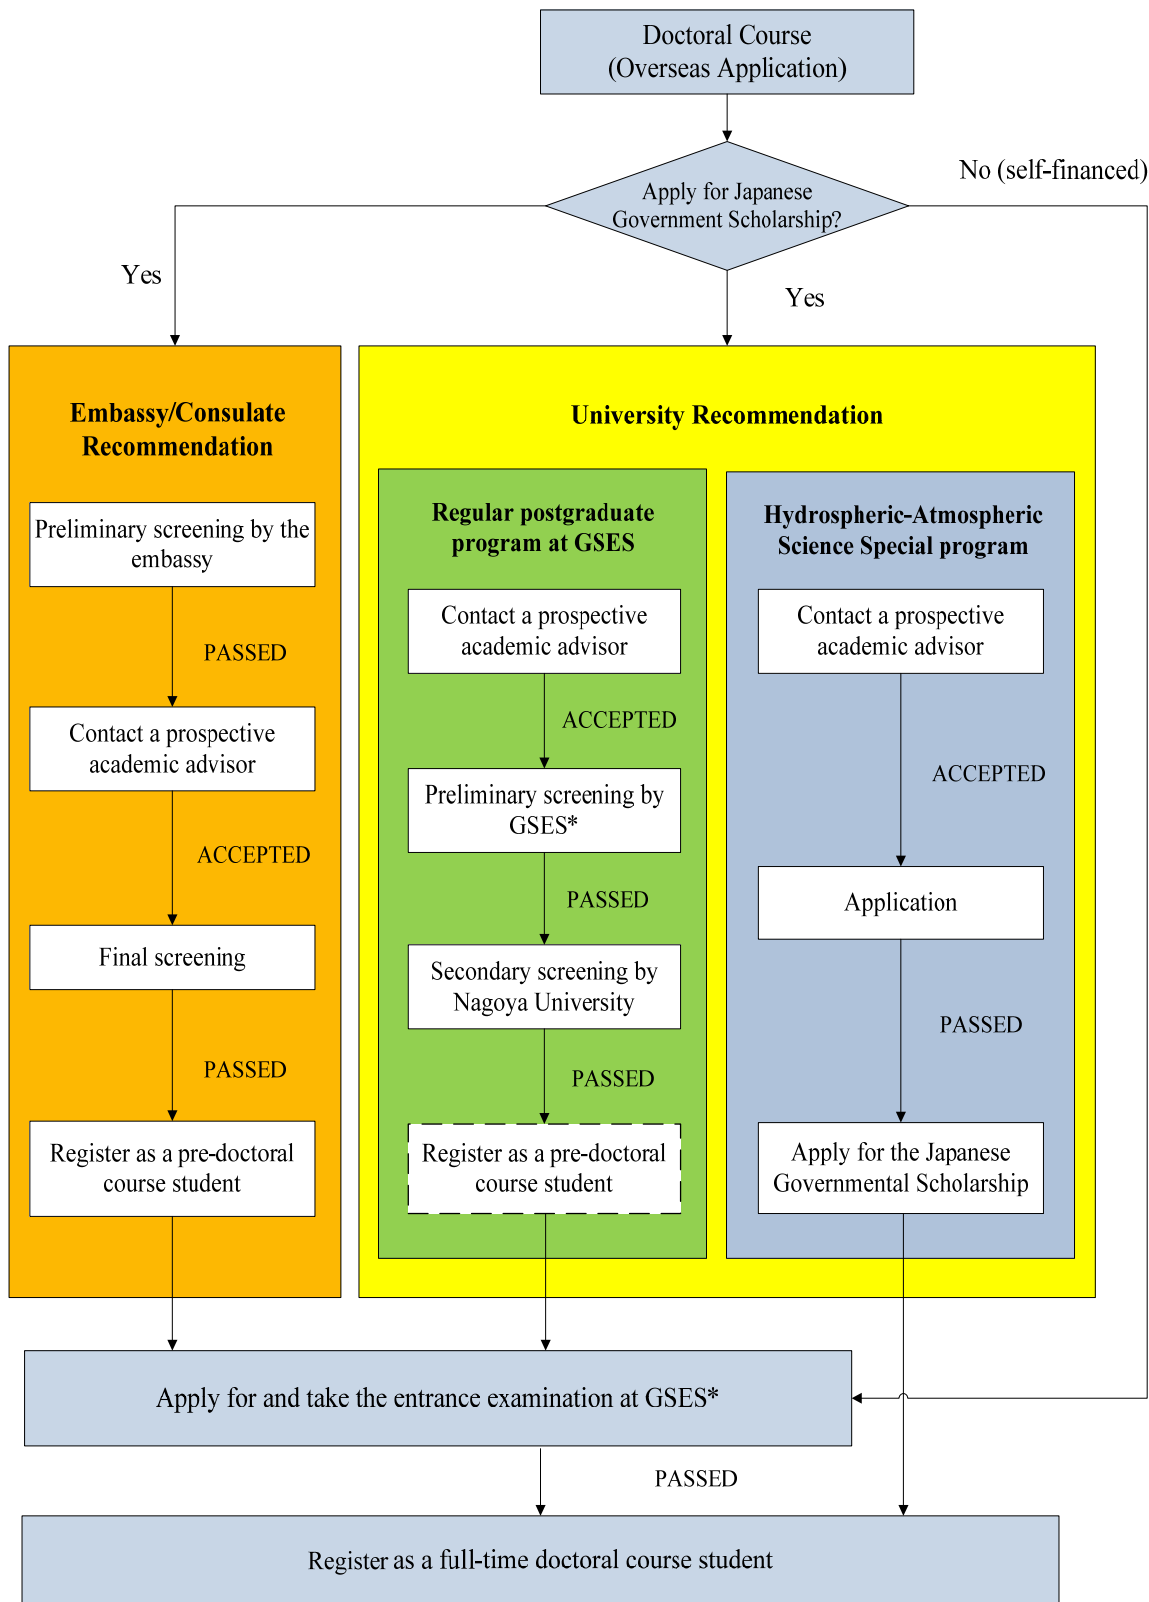 Doctoral Course
(Overseas Application)
No (self-financed)
Apply for Japanese
Government Scholarship?
Yes
Yes
Embassy/Consulate
Recommendation
Preliminary screening by the
embassy
PASSED
Contact a prospective
academic advisor
ACCEPTED
Final screening
PASSED
Register as a pre-doctoral
course student
University Recommendation
Regular postgraduate
program at GSES
Contact a prospective
academic advisor
ACCEPTED
Preliminary screening by
GSES*
PASSED
Secondary screening by
Nagoya University
PASSED
Register as a pre-doctoral
course student
Hydrospheric-Atmospheric
Science Special program
Contact a prospective
academic advisor
ACCEPTED
Application
PASSED
Apply for the Japanese
Governmental Scholarship
Apply for and take the entrance examination at GSES*
PASSED
Register as a full-time doctoral course student